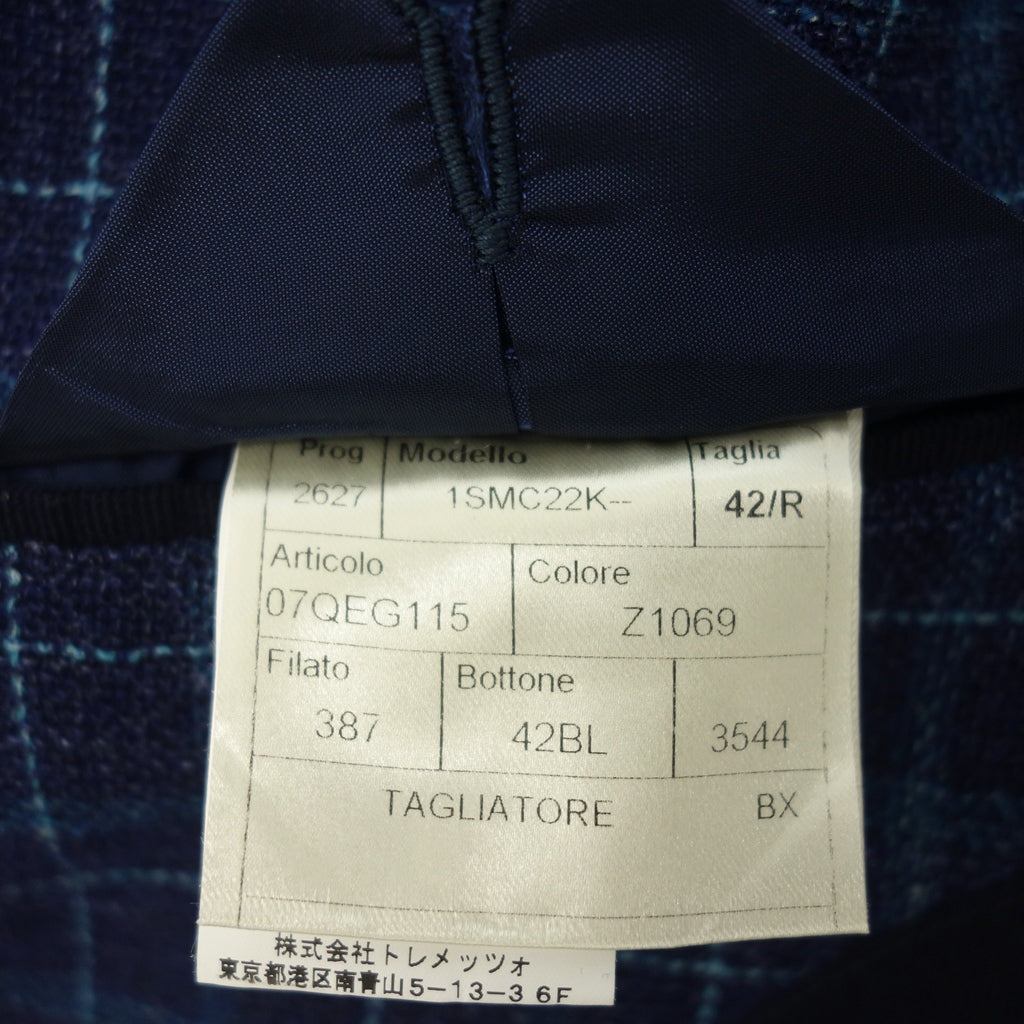 Prog Modello Taglia
2627 1SMC22K-- 42/R
Articolo Colore
07QEG115 Z1069
Filato Bottone
387 42BL 3544
TAGLIATORE BX
株式会社トレメッツォ
東京都港区南青山5-13-3 6F